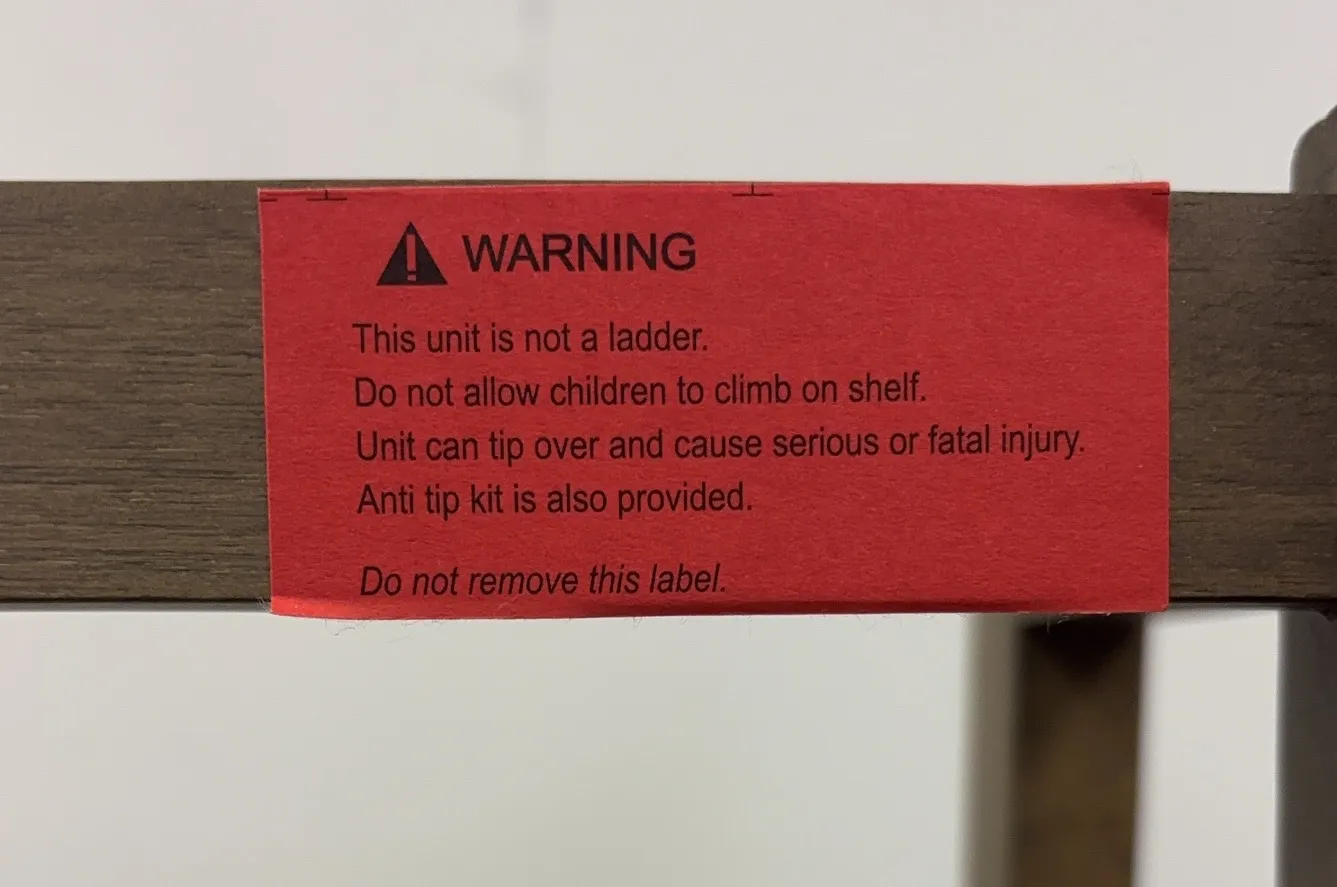 WARNING
This unit is not a ladder.
Do not allow children to climb on shelf.
Unit can tip over and cause serious or fatal injury.
Anti tip kit is also provided.
Do not remove this label.